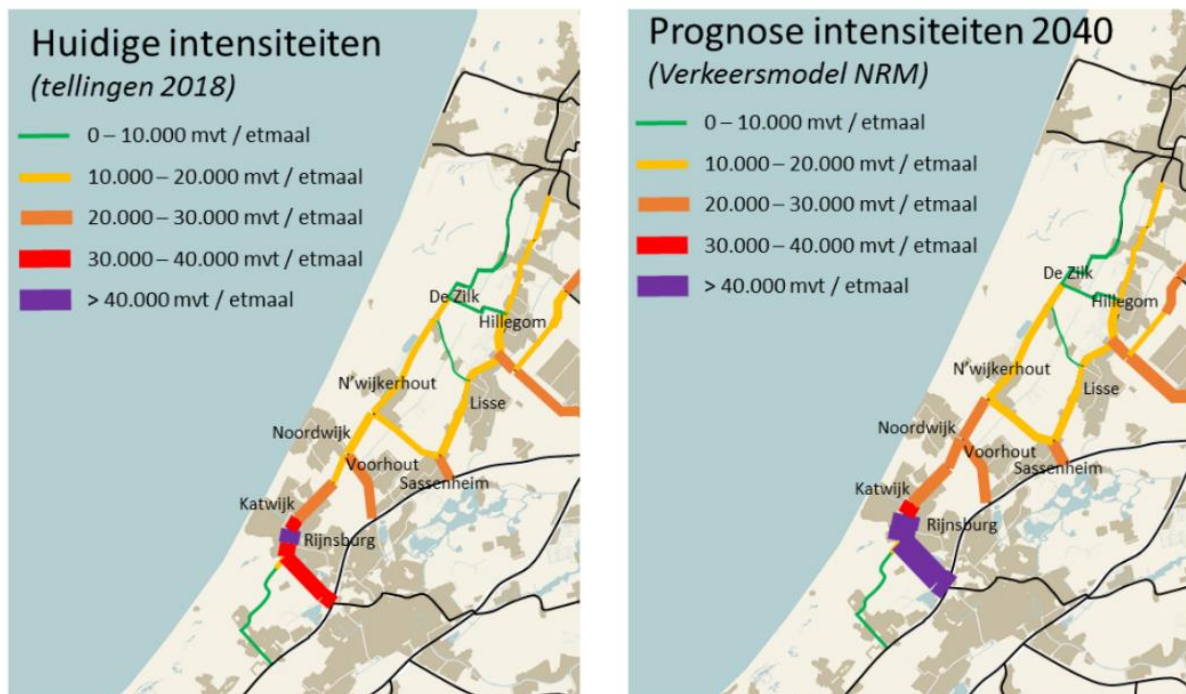 Huidige intensiteiten
(tellingen 2018)
0 – 10.000 mvt / etmaal
10.000 – 20.000 mvt / etmaal
20.000 – 30.000 mvt / etmaal
30.000 – 40.000 mvt / etmaal
> 40.000 mvt / etmaal
De Zilk
Hillegom
N'wijkerhout
Lisse
Noordwijk
Voorhout
Sassenheim
Katwijk
Rijnsburg
Prognose intensiteiten 2040
(Verkeersmodel NRM)
0 – 10.000 mvt / etmaal
10.000 – 20.000 mvt / etmaal
20.000 – 30.000 mvt / etmaal
30.000 – 40.000 mvt / etmaal
> 40.000 mvt / etmaal
De Zilk
Hillegom
N'wijkerhout
Lisse
Noordwijk
Voorhout
Sassenheim
Katwijk
Rijnsburg